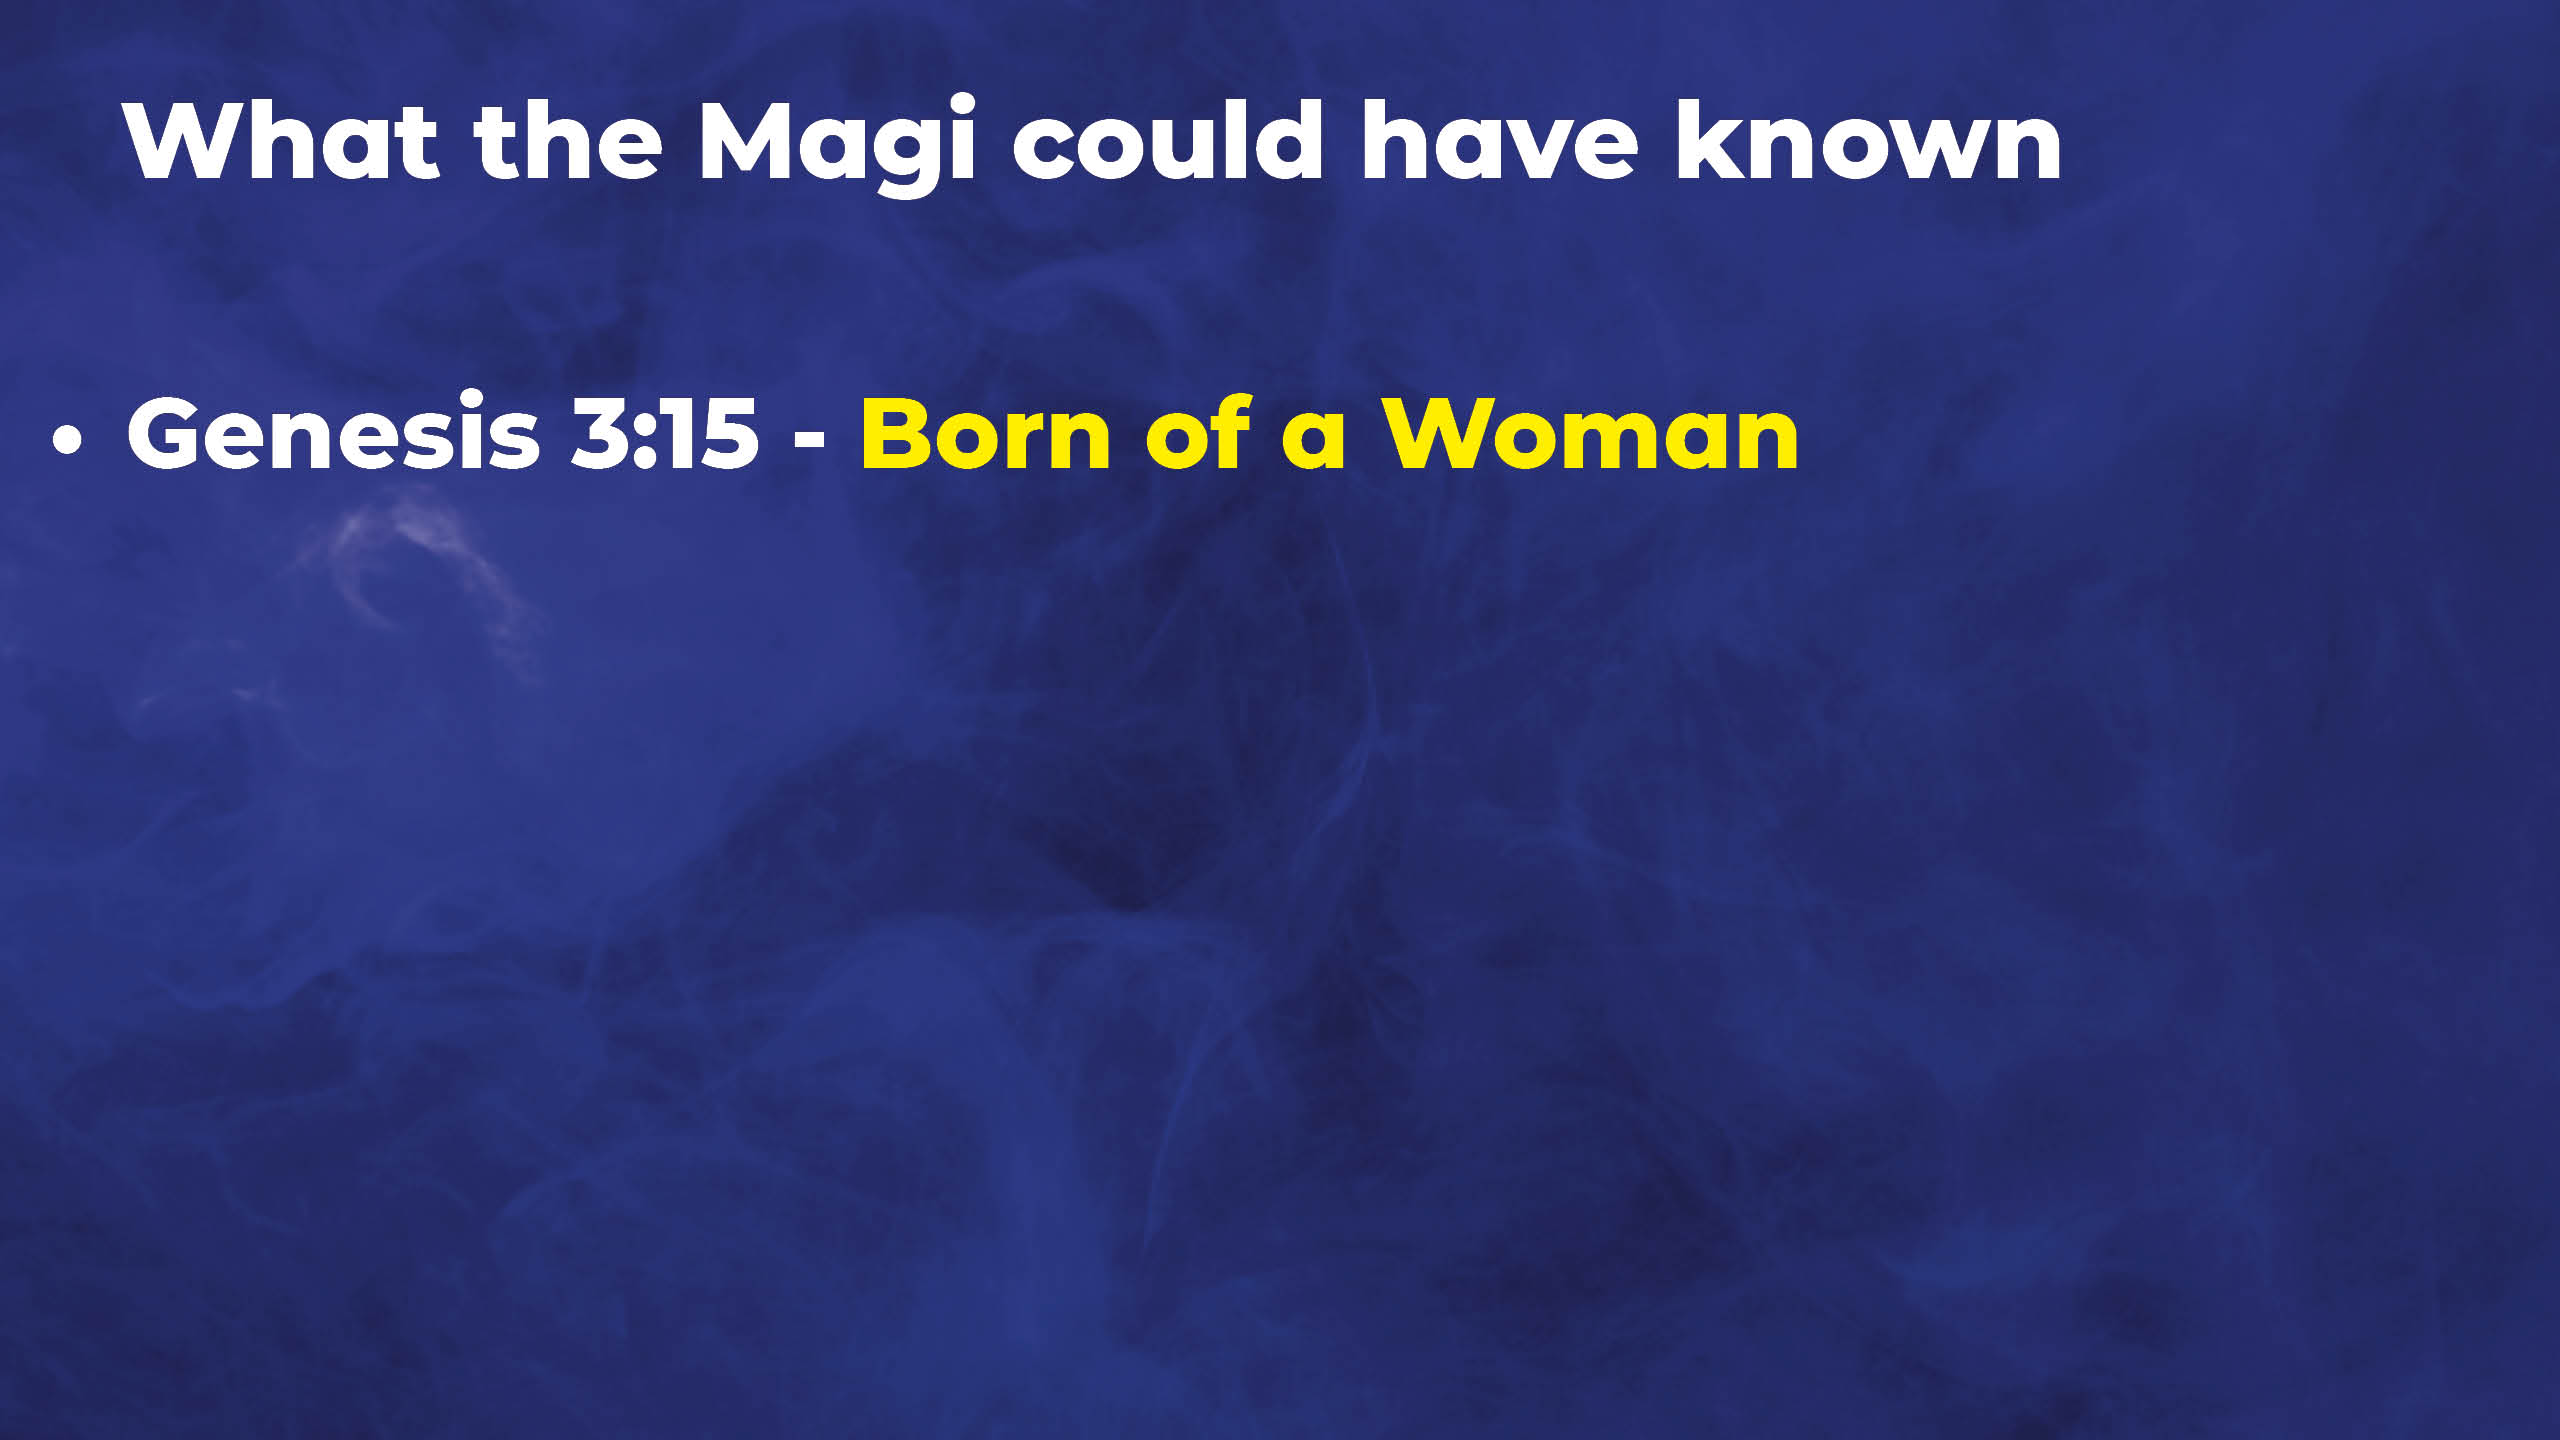 What the Magi could have known
• Genesis 3:15 - Born of a Woman